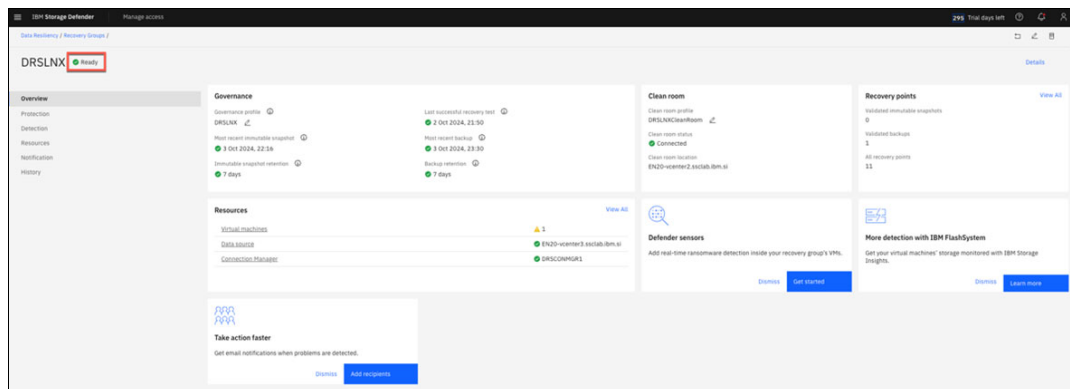 IBM Storage Defender Manage access 295 Trial days left
Data Resiliency / Recovery Groups /
DRSLNX Ready Details
Overview
Protection
Detection
Resources
Notification
History
Governance
Governance profile
DRSLNX
Last successful recovery test
2 Oct 2024, 21:50
Most recent immutable snapshot
3 Oct 2024, 22:16
Most recent backup
3 Oct 2024, 23:30
Immutable snapshot retention
7 days
Backup retention
7 days
Clean room
Clean room profile
DRSLNXCleanRoom
Clean room status
Connected
Clean room location
EN20-vcenter2.ssclab.ibm.si
Recovery points View All
Validated immutable snapshots
0
Validated backups
1
All recovery points
11
Resources View All
Virtual machines 1
Data source EN20-vcenter3.ssclab.ibm.si
Connection Manager DRSCONMGR1
Defender sensors
Add real-time ransomware detection inside your recovery group's VMs.
Dismiss Get started
More detection with IBM FlashSystem
Get your virtual machines' storage monitored with IBM Storage
Insights.
Dismiss Learn more
Take action faster
Get email notifications when problems are detected.
Dismiss Add recipients